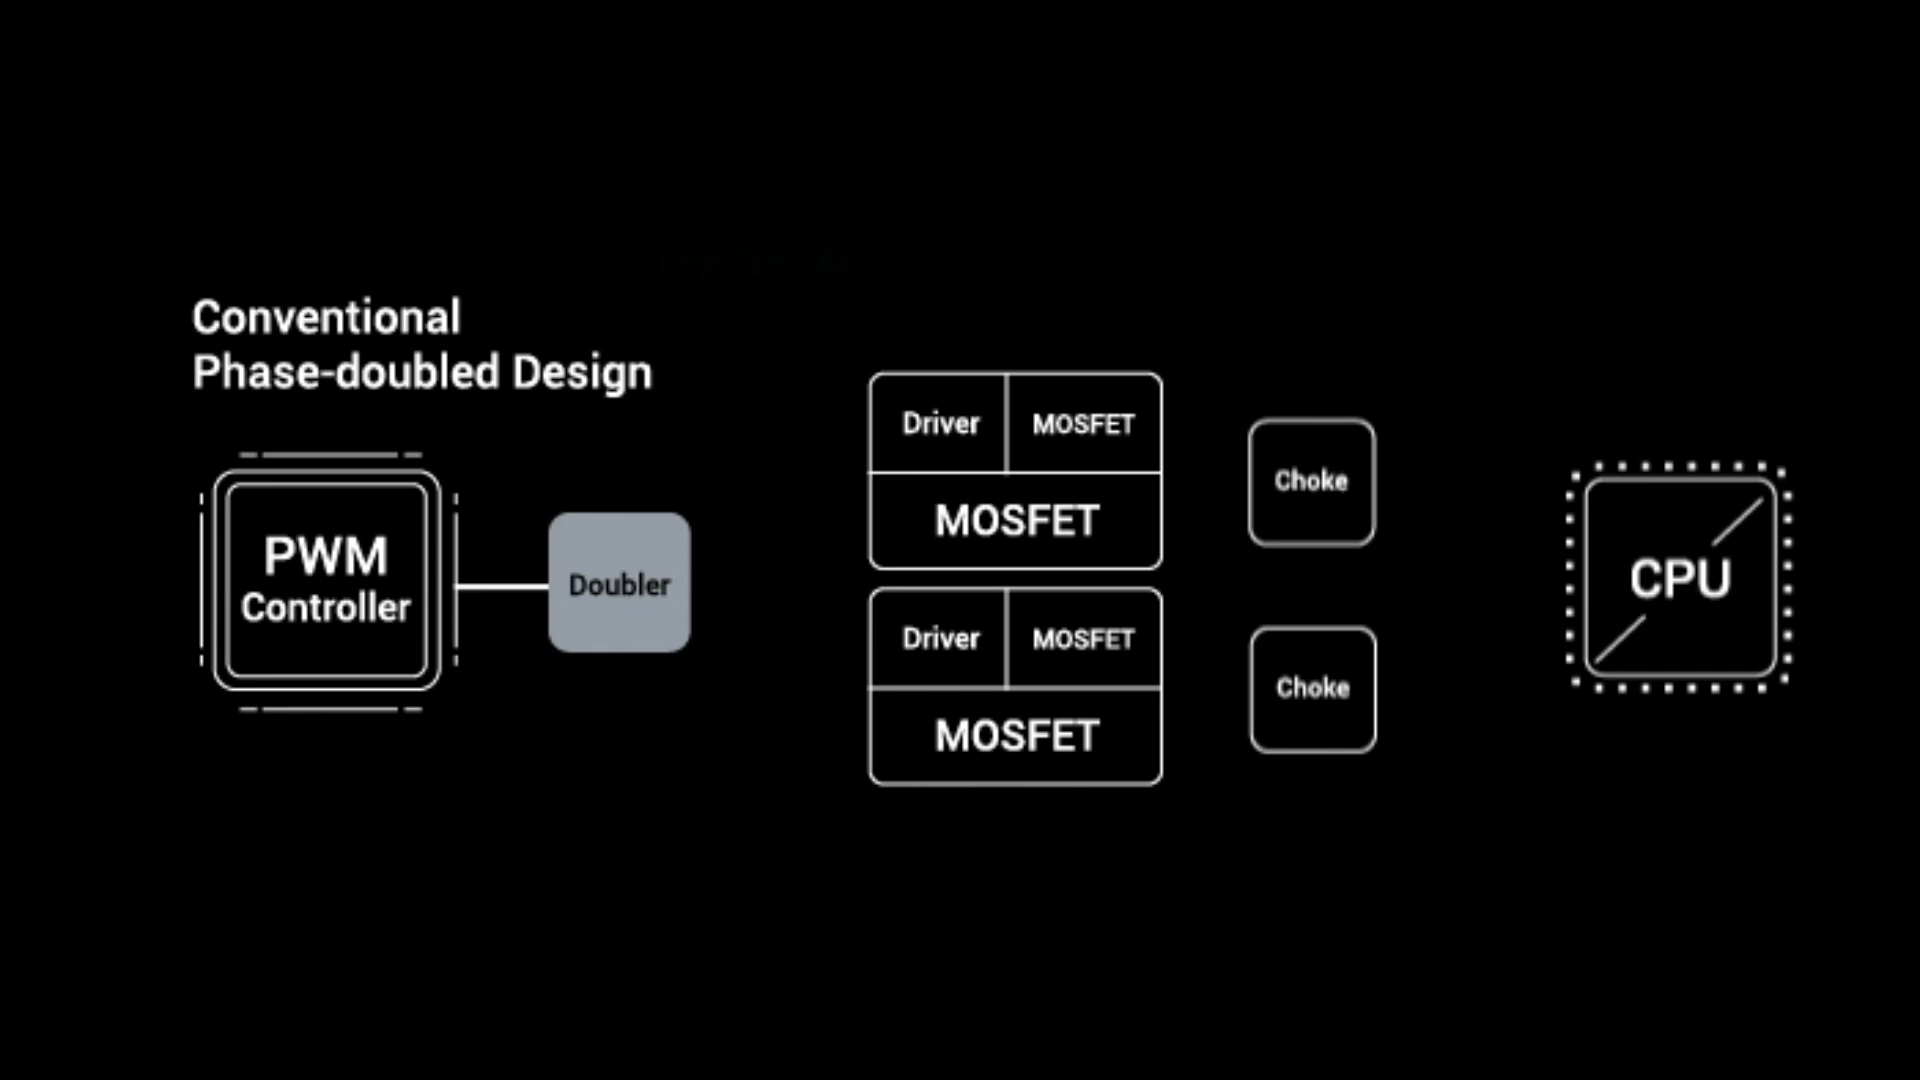 Conventional
Phase-doubled Design
PWM
Controller
Doubler
Driver
MOSFET
MOSFET
Driver
MOSFET
MOSFET
Choke
Choke
CPU